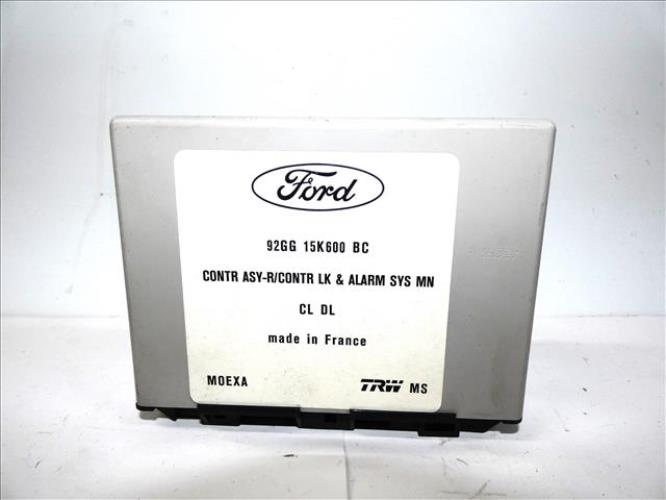 Ford
92GG 15K600 BC
CONTR ASY-R/CONTR LK & ALARM SYS MN
CL DL
made in France
MOEXA TRW MS